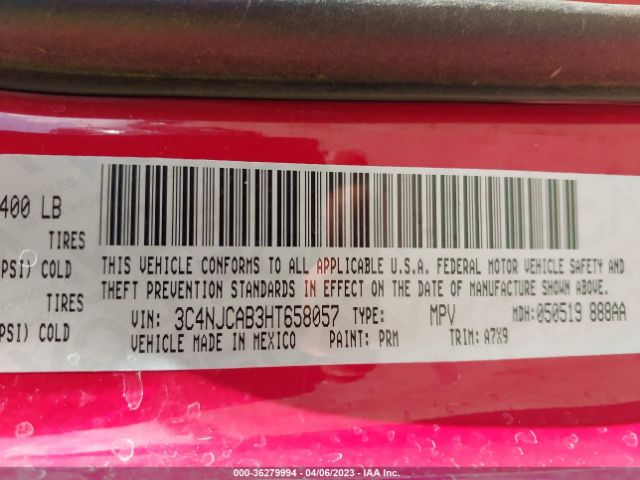 400 LB
TIRES
PSI) COLD
TIRES
PSI) COLD
THIS VEHICLE CONFORMS TO ALL APPLICABLE U.S.A. FEDERAL MOTOR VEHICLE SAFETY AND
THEFT PREVENTION STANDARDS IN EFFECT ON THE DATE OF MANUFACTURE SHOWN ABOVE.
VIN: 3C4NJCAB3HT658057 TYPE: MPV MDH: 050519 888AA
VEHICLE MADE IN MEXICO PAINT: PRM TRIM: A7X9
000-36279994 | 04/06/2023 | IAA Inc.